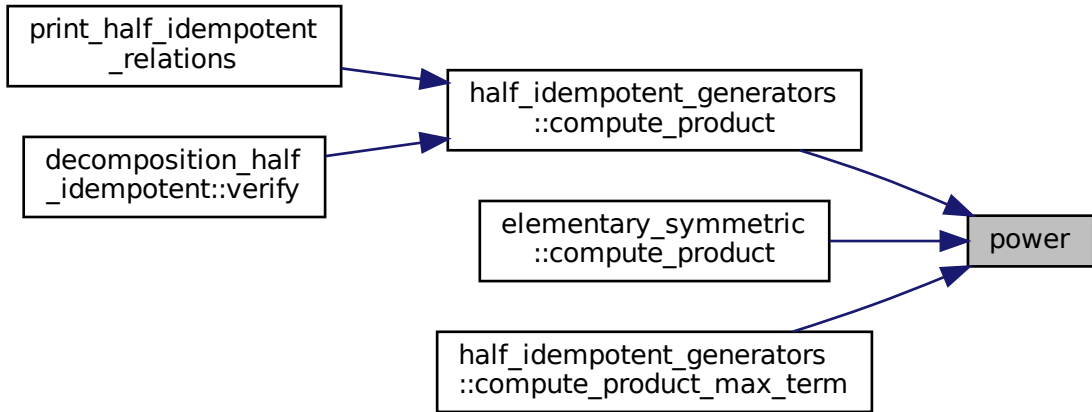 print_half_idempotent
_relations
half_idempotent_generators
::compute_product
decomposition_half
_idempotent::verify
elementary_symmetric
::compute_product
power
half_idempotent_generators
::compute_product_max_term